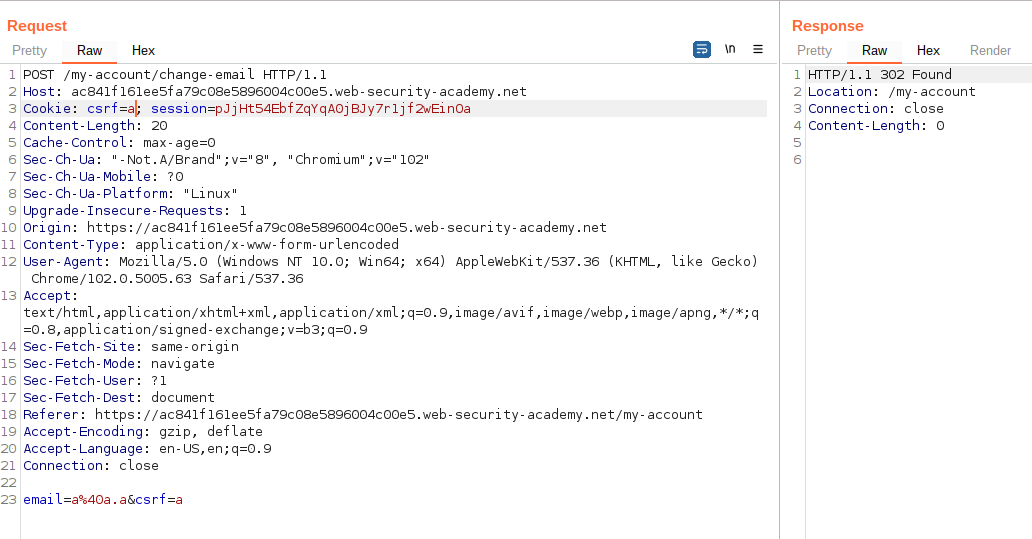 Request
Pretty Raw Hex \n ≡
1 POST /my-account/change-email HTTP/1.1
2 Host: ac841f161ee5fa79c08e5896004c00e5.web-security-academy.net
3 Cookie: csrf=a; session=pJjHt54EbfZqYqA0jBJy7r1jf2wEinOa
4 Content-Length: 20
5 Cache-Control: max-age=0
6 Sec-Ch-Ua: "-Not.A/Brand";v="8", "Chromium";v="102"
7 Sec-Ch-Ua-Mobile: ?0
8 Sec-Ch-Ua-Platform: "Linux"
9 Upgrade-Insecure-Requests: 1
10 Origin: https://ac841f161ee5fa79c08e5896004c00e5.web-security-academy.net
11 Content-Type: application/x-www-form-urlencoded
12 User-Agent: Mozilla/5.0 (Windows NT 10.0; Win64; x64) AppleWebKit/537.36 (KHTML, like Gecko)
Chrome/102.0.5005.63 Safari/537.36
13 Accept:
text/html,application/xhtml+xml,application/xml;q=0.9,image/avif,image/webp,image/apng,*/*;q
=0.8,application/signed-exchange;v=b3;q=0.9
14 Sec-Fetch-Site: same-origin
15 Sec-Fetch-Mode: navigate
16 Sec-Fetch-User: ?1
17 Sec-Fetch-Dest: document
18 Referer: https://ac841f161ee5fa79c08e5896004c00e5.web-security-academy.net/my-account
19 Accept-Encoding: gzip, deflate
20 Accept-Language: en-US,en;q=0.9
21 Connection: close
22
23 email=a%40a.a&csrf=a
Response
Pretty Raw Hex Render
1 HTTP/1.1 302 Found
2 Location: /my-account
3 Connection: close
4 Content-Length: 0
5
6